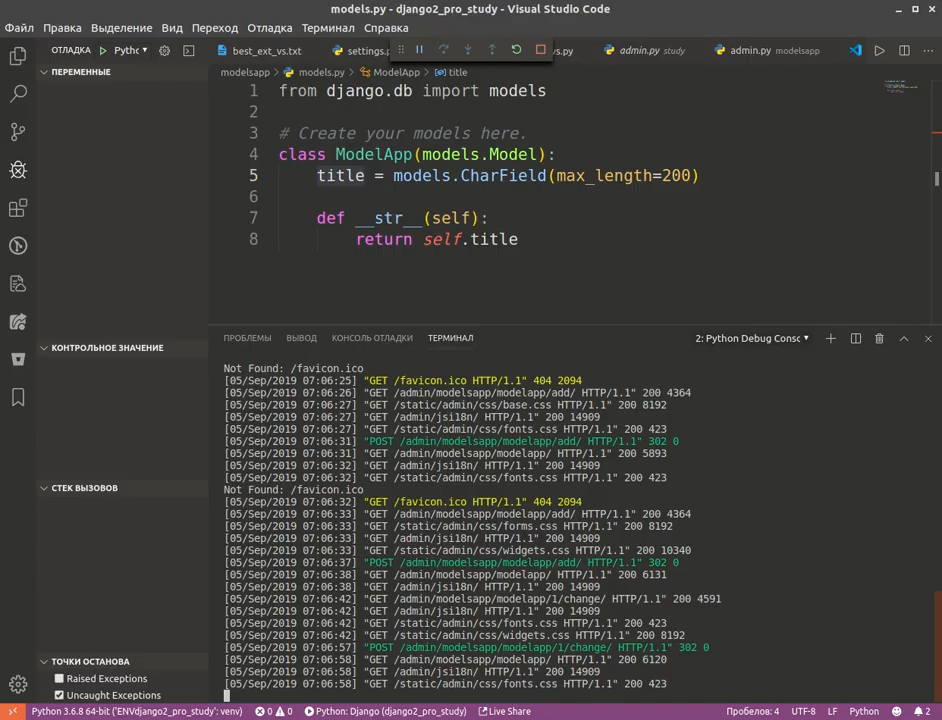 models.py - django2_pro_study - Visual Studio Code
Файл Правка Выделение Вид Переход Отладка Терминал Справка
ОТЛАДКА Pythc best_ext_vs.txt settings.p vs.py admin.py study admin.py modelsapp
ПЕРЕМЕННЫЕ
modelsapp > models.py > ModelApp > title
1 from django.db import models
2
3 # Create your models here.
4 class ModelApp(models.Model):
5 title = models.CharField(max_length=200)
6
7 def __str__(self):
8 return self.title
КОНТРОЛЬНОЕ ЗНАЧЕНИЕ
СТЕК ВЫЗОВОВ
ТОЧКИ ОСТАНОВА
Raised Exceptions
Uncaught Exceptions
ПРОБЛЕМЫ ВЫВОД КОНСОЛЬ ОТЛАДКИ ТЕРМИНАЛ 2: Python Debug Consc
Not Found: /favicon.ico
[05/Sep/2019 07:06:25] "GET /favicon.ico HTTP/1.1" 404 2094
[05/Sep/2019 07:06:26] "GET /admin/modelsapp/modelapp/add/ HTTP/1.1" 200 4364
[05/Sep/2019 07:06:27] "GET /static/admin/css/base.css HTTP/1.1" 200 8192
[05/Sep/2019 07:06:27] "GET /admin/jsi18n/ HTTP/1.1" 200 14909
[05/Sep/2019 07:06:27] "GET /static/admin/css/fonts.css HTTP/1.1" 200 423
[05/Sep/2019 07:06:31] "POST /admin/modelsapp/modelapp/add/ HTTP/1.1" 302 0
[05/Sep/2019 07:06:31] "GET /admin/modelsapp/modelapp/ HTTP/1.1" 200 5893
[05/Sep/2019 07:06:32] "GET /admin/jsi18n/ HTTP/1.1" 200 14909
[05/Sep/2019 07:06:32] "GET /static/admin/css/fonts.css HTTP/1.1" 200 423
Not Found: /favicon.ico
[05/Sep/2019 07:06:32] "GET /favicon.ico HTTP/1.1" 404 2094
[05/Sep/2019 07:06:33] "GET /admin/modelsapp/modelapp/add/ HTTP/1.1" 200 4364
[05/Sep/2019 07:06:33] "GET /static/admin/css/forms.css HTTP/1.1" 200 8192
[05/Sep/2019 07:06:33] "GET /admin/jsi18n/ HTTP/1.1" 200 14909
[05/Sep/2019 07:06:33] "GET /static/admin/css/widgets.css HTTP/1.1" 200 10340
[05/Sep/2019 07:06:37] "POST /admin/modelsapp/modelapp/add/ HTTP/1.1" 302 0
[05/Sep/2019 07:06:38] "GET /admin/modelsapp/modelapp/ HTTP/1.1" 200 6131
[05/Sep/2019 07:06:38] "GET /admin/jsi18n/ HTTP/1.1" 200 14909
[05/Sep/2019 07:06:42] "GET /admin/modelsapp/modelapp/1/change/ HTTP/1.1" 200 4591
[05/Sep/2019 07:06:42] "GET /admin/jsi18n/ HTTP/1.1" 200 14909
[05/Sep/2019 07:06:42] "GET /static/admin/css/fonts.css HTTP/1.1" 200 423
[05/Sep/2019 07:06:42] "GET /static/admin/css/widgets.css HTTP/1.1" 200 8192
[05/Sep/2019 07:06:57] "POST /admin/modelsapp/modelapp/1/change/ HTTP/1.1" 302 0
[05/Sep/2019 07:06:58] "GET /admin/modelsapp/modelapp/ HTTP/1.1" 200 6120
[05/Sep/2019 07:06:58] "GET /admin/jsi18n/ HTTP/1.1" 200 14909
[05/Sep/2019 07:06:58] "GET /static/admin/css/fonts.css HTTP/1.1" 200 423
Python 3.6.8 64-bit ('ENVdjango2_pro_study': venv) 0 0 Python: Django (django2_pro_study) Live Share Пробелов: 4 UTF-8 LF Python 2